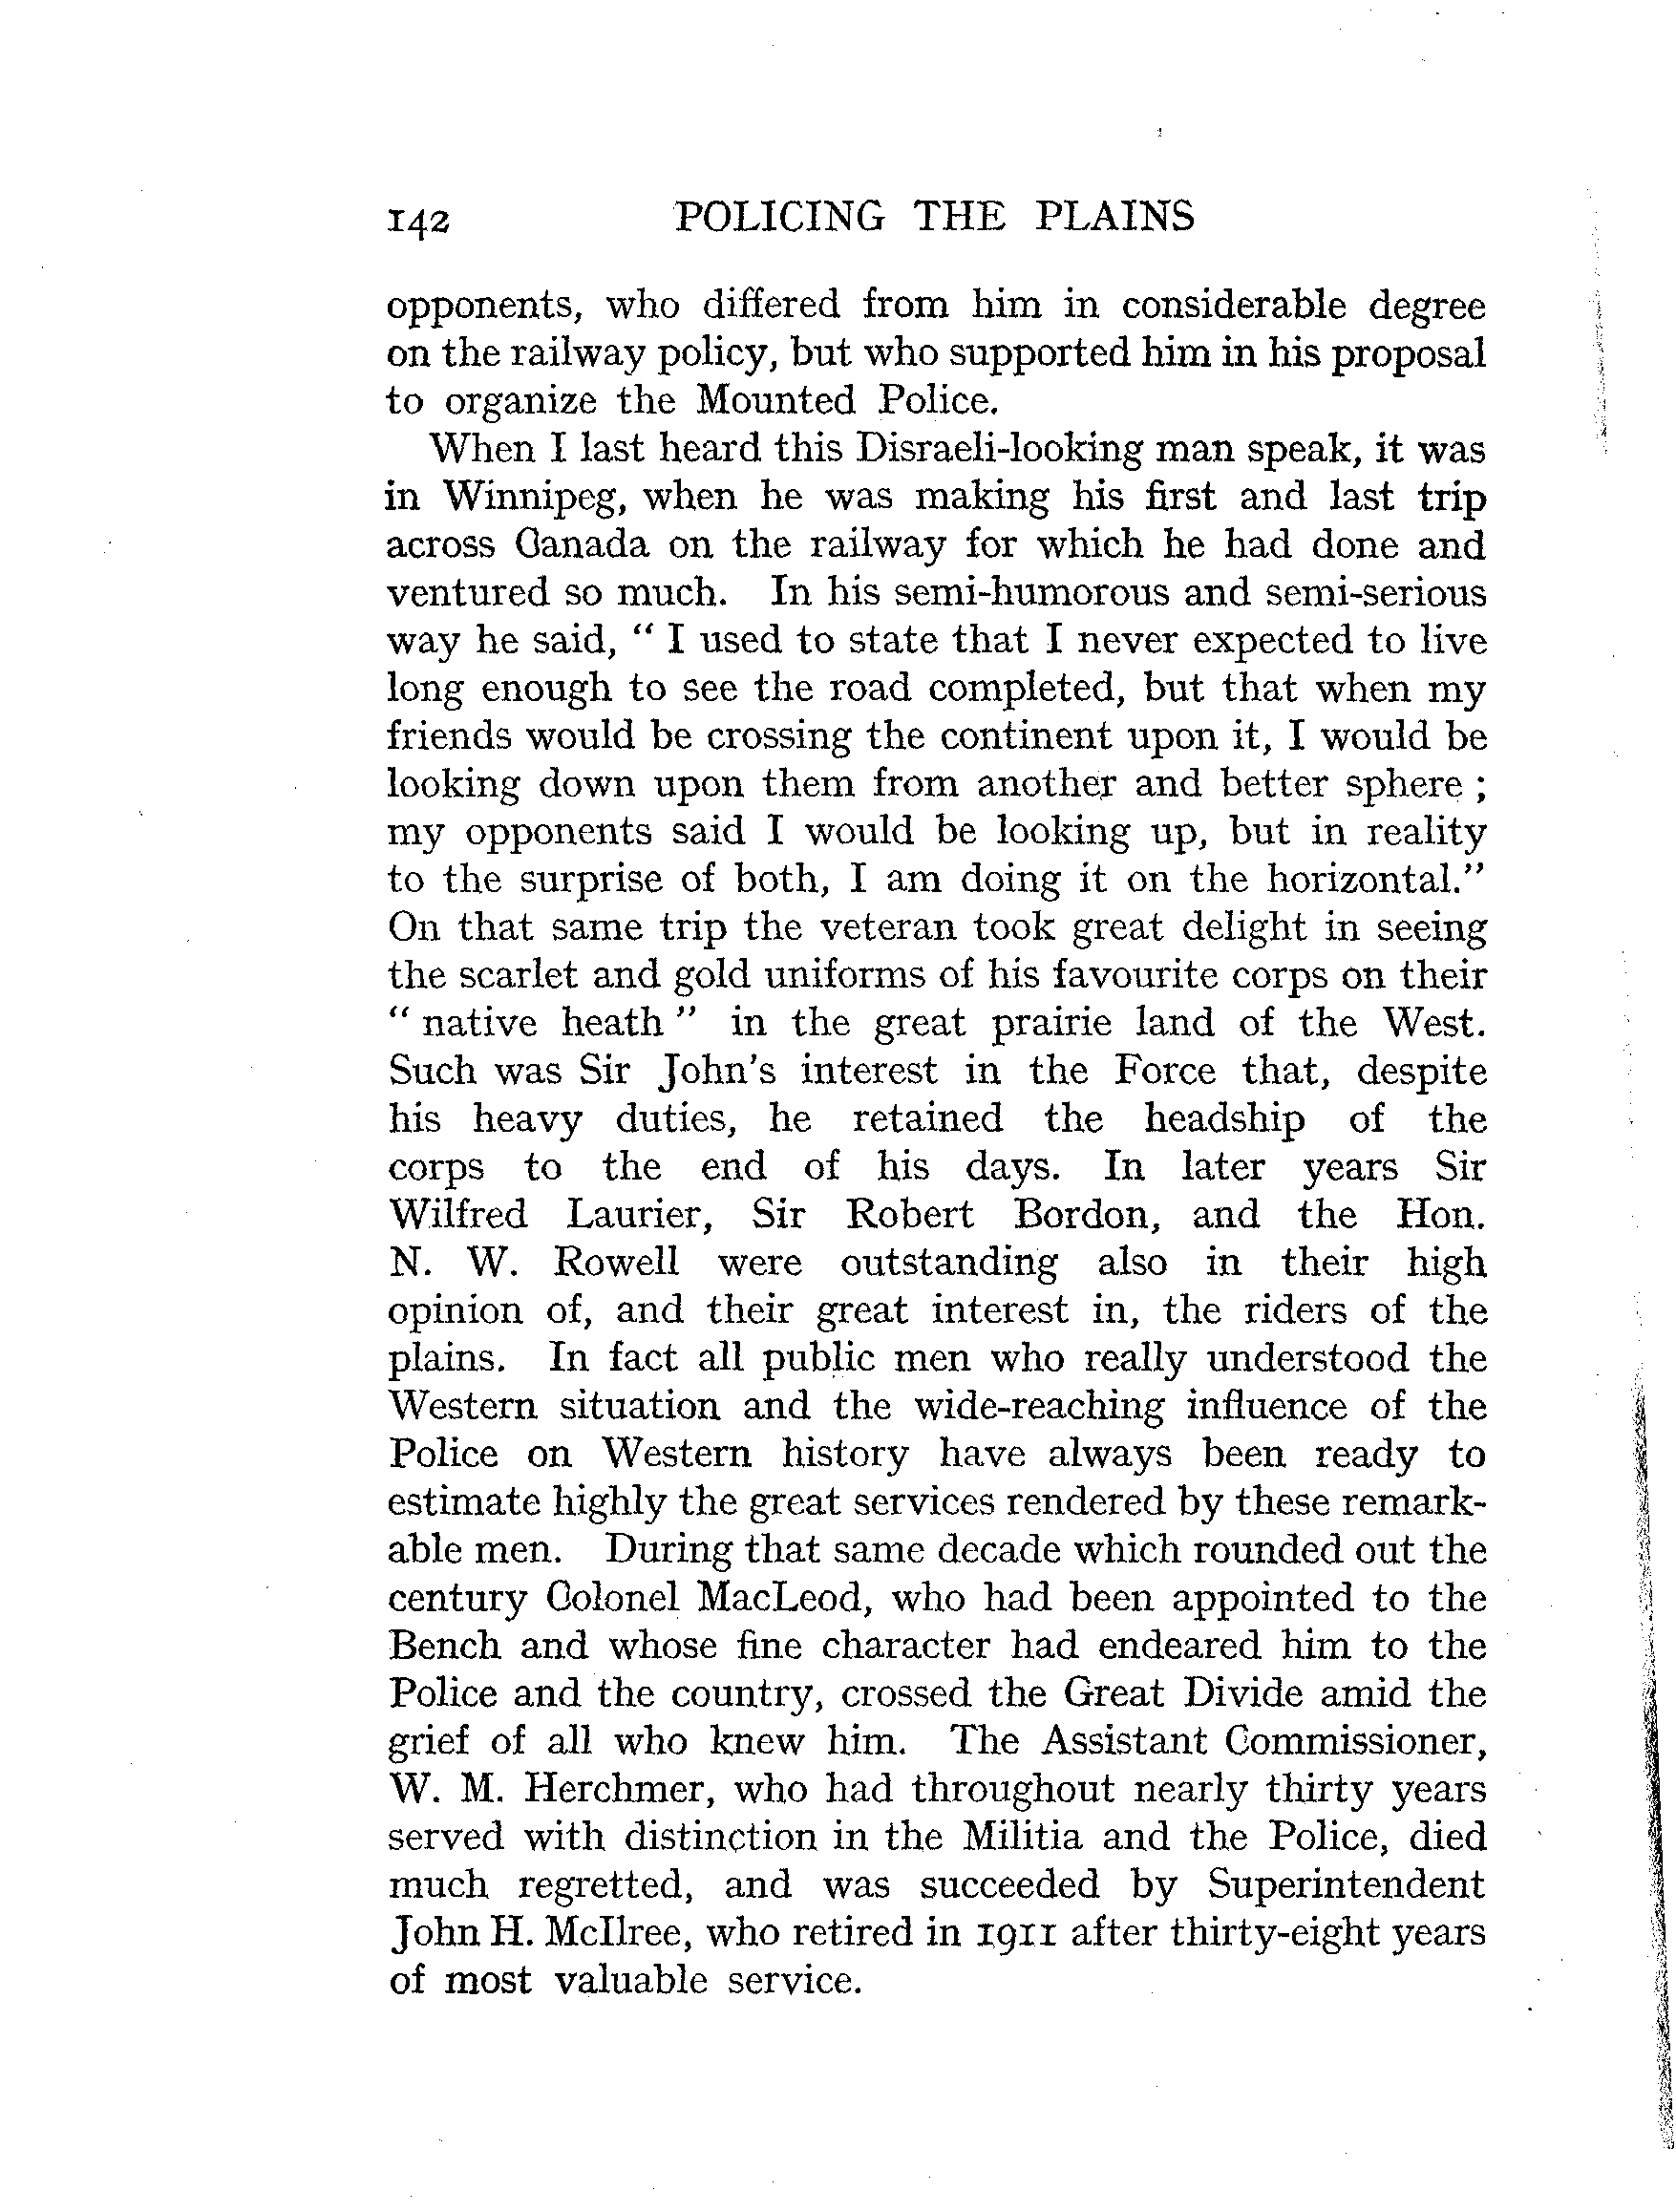 142 POLICING THE PLAINS
opponents, who differed from him in considerable degree
on the railway policy, but who supported him in his proposal
to organize the Mounted Police.
When I last heard this Disraeli-looking man speak, it was
in Winnipeg, when he was making his first and last trip
across Canada on the railway for which he had done and
ventured so much. In his semi-humorous and semi-serious
way he said, " I used to state that I never expected to live
long enough to see the road completed, but that when my
friends would be crossing the continent upon it, I would be
looking down upon them from another and better sphere ;
my opponents said I would be looking up, but in reality
to the surprise of both, I am doing it on the horizontal."
On that same trip the veteran took great delight in seeing
the scarlet and gold uniforms of his favourite corps on their
" native heath " in the great prairie land of the West.
Such was Sir John's interest in the Force that, despite
his heavy duties, he retained the headship of the
corps to the end of his days. In later years Sir
Wilfred Laurier, Sir Robert Bordon, and the Hon.
N. W. Rowell were outstanding also in their high
opinion of, and their great interest in, the riders of the
plains. In fact all public men who really understood the
Western situation and the wide-reaching influence of the
Police on Western history have always been ready to
estimate highly the great services rendered by these remark-
able men. During that same decade which rounded out the
century Colonel MacLeod, who had been appointed to the
Bench and whose fine character had endeared him to the
Police and the country, crossed the Great Divide amid the
grief of all who knew him. The Assistant Commissioner,
W. M. Herchmer, who had throughout nearly thirty years
served with distinction in the Militia and the Police, died
much regretted, and was succeeded by Superintendent
John H. McIlree, who retired in 1911 after thirty-eight years
of most valuable service.